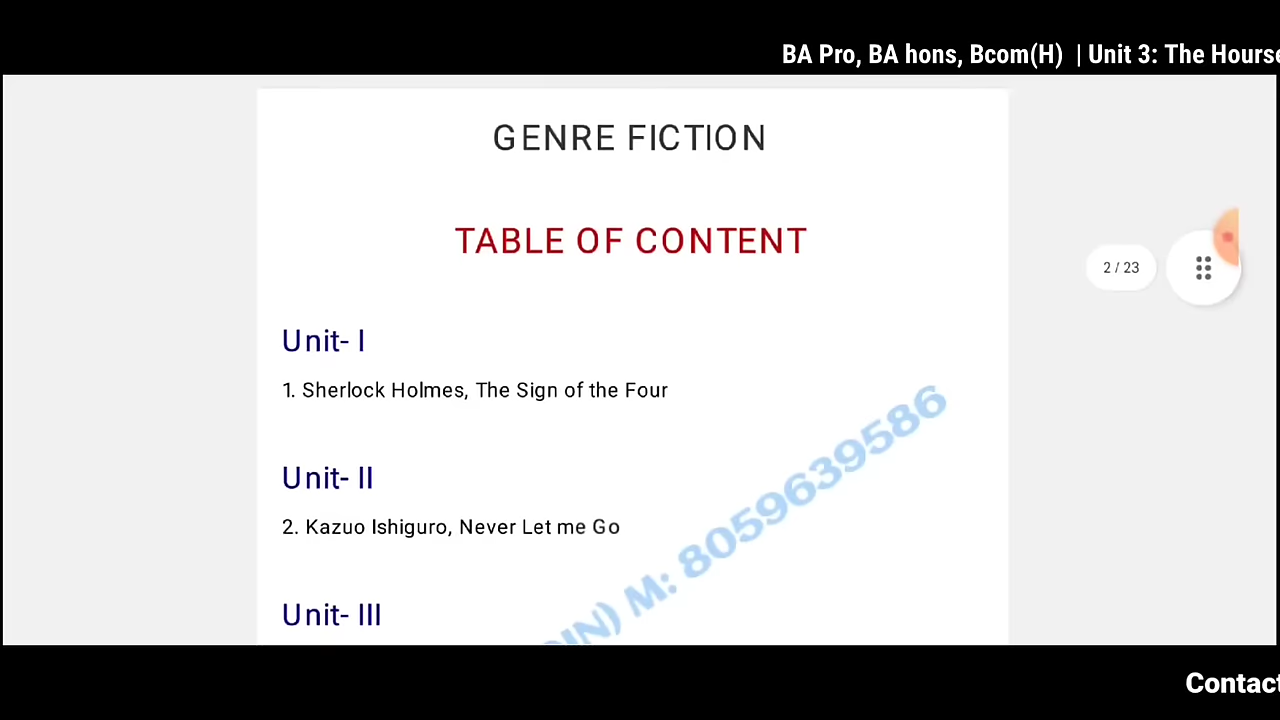 BA Pro, BA hons, Bcom(H) | Unit 3: The Hourse
GENRE FICTION
TABLE OF CONTENT
2 / 23
Unit- I
1. Sherlock Holmes, The Sign of the Four
Unit- II
2. Kazuo Ishiguro, Never Let me Go
Unit- III
M: 8059639586
Contact